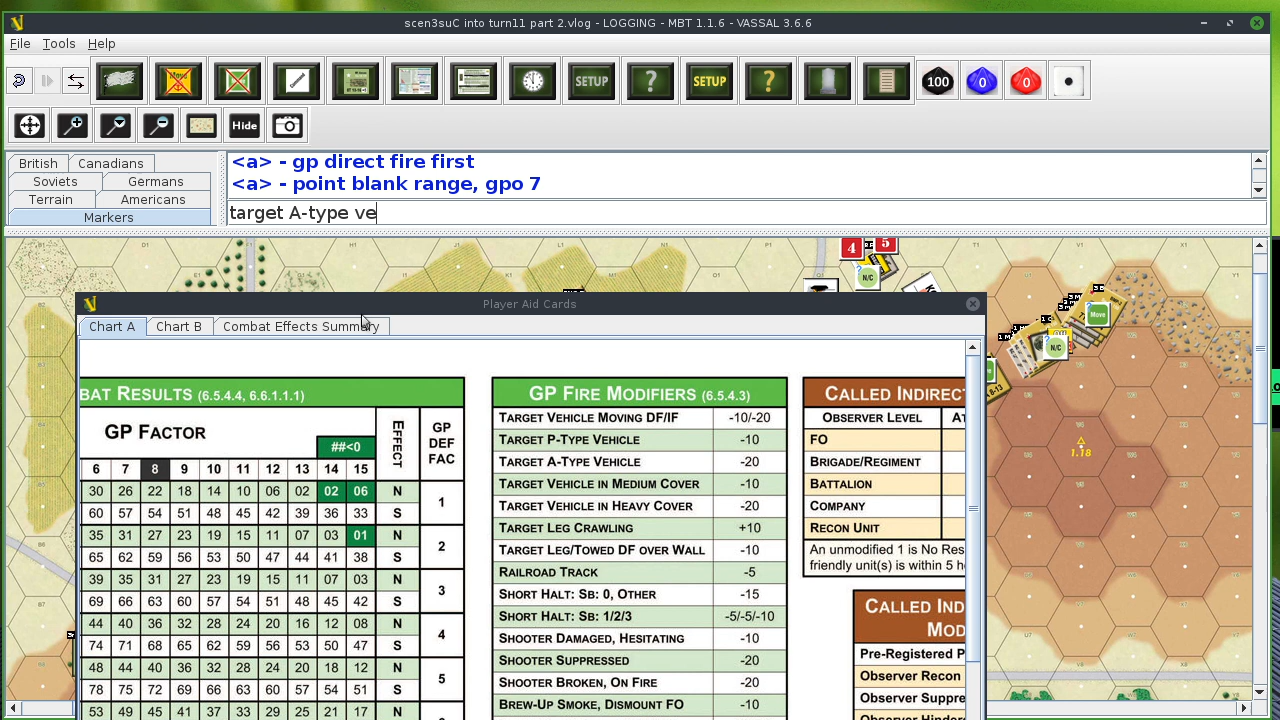 scen3suC into turn11 part 2.vlog - LOGGING - MBT 1.1.6 - VASSAL 3.6.6
File Tools Help
SETUP ? SETUP ? 100 0 0
Hide
British Canadians
Soviets Germans
Terrain Americans
Markers
<a> - gp direct fire first
<a> - point blank range, gpo 7
target A-type ve
4 5
N/C
Move
N/C
1.18
Player Aid Cards
Chart A Chart B Combat Effects Summary
BAT RESULTS (6.5.4.4, 6.6.1.1.1)
GP FACTOR
##<0
EFFECT
GP DEF FAC
6 7 8 9 10 11 12 13 14 15
30 26 22 18 14 10 06 02 02 06 N
1
60 57 54 51 48 45 42 39 36 33 S
35 31 27 23 19 15 11 07 03 01 N
2
65 62 59 56 53 50 47 44 41 38 S
39 35 31 27 23 19 15 11 07 03 N
3
69 66 63 60 57 54 51 48 45 42 S
44 40 36 32 28 24 20 16 12 08 N
4
74 71 68 65 62 59 56 53 50 47 S
48 44 40 36 32 28 24 20 18 12 N
5
78 75 72 69 66 63 60 57 54 51 S
53 49 45 41 37 33 29 25 21 17 N
GP FIRE MODIFIERS (6.5.4.3)
TARGET VEHICLE MOVING DF/IF -10/-20
TARGET P-TYPE VEHICLE -10
TARGET A-TYPE VEHICLE -20
TARGET VEHICLE IN MEDIUM COVER -10
TARGET VEHICLE IN HEAVY COVER -20
TARGET LEG CRAWLING +10
TARGET LEG/TOWED DF OVER WALL -10
RAILROAD TRACK -5
SHORT HALT: SB: 0, OTHER -15
SHORT HALT: SB: 1/2/3 -5/-5/-10
SHOOTER DAMAGED, HESITATING -10
SHOOTER SUPPRESSED -20
SHOOTER BROKEN, ON FIRE -20
BREW-UP SMOKE, DISMOUNT FO -10
CALLED INDIREC
OBSERVER LEVEL AT
FO
BRIGADE/REGIMENT
BATTALION
COMPANY
RECON UNIT
An unmodified 1 is No Res
friendly unit(s) is within 5 h
CALLED IND
MOD
Pre-Registered P
Observer Recon
Observer Suppre
Observer Hinder